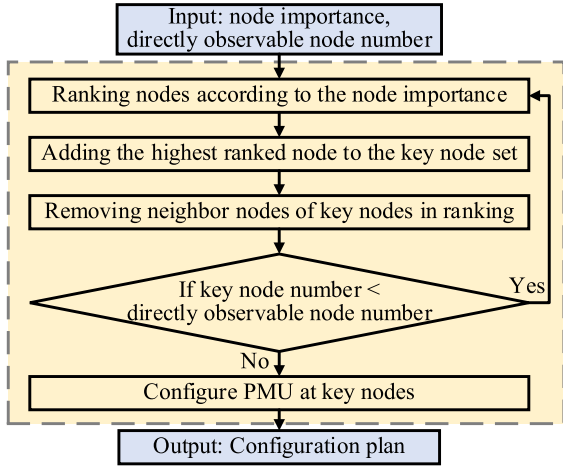 Input: node importance,
directly observable node number
Ranking nodes according to the node importance
Adding the highest ranked node to the key node set
Removing neighbor nodes of key nodes in ranking
If key node number <
directly observable node number
Yes
No
Configure PMU at key nodes
Output: Configuration plan